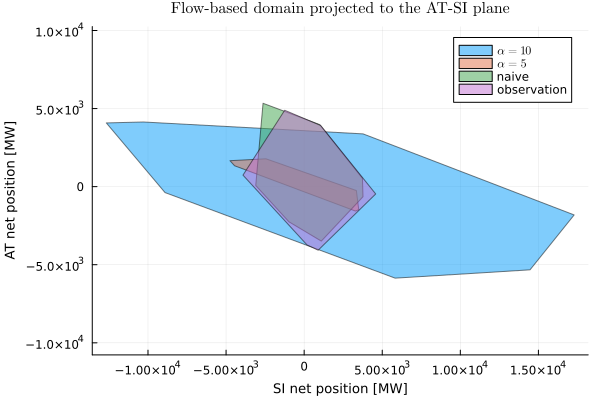 Flow-based domain projected to the AT-SI plane
1.0×10⁴
5.0×10³
0
−5.0×10³
−1.0×10⁴
AT net position [MW]
α = 10
α = 5
naive
observation
−1.00×10⁴
−5.00×10³
0
5.00×10³
1.00×10⁴
1.50×10⁴
SI net position [MW]